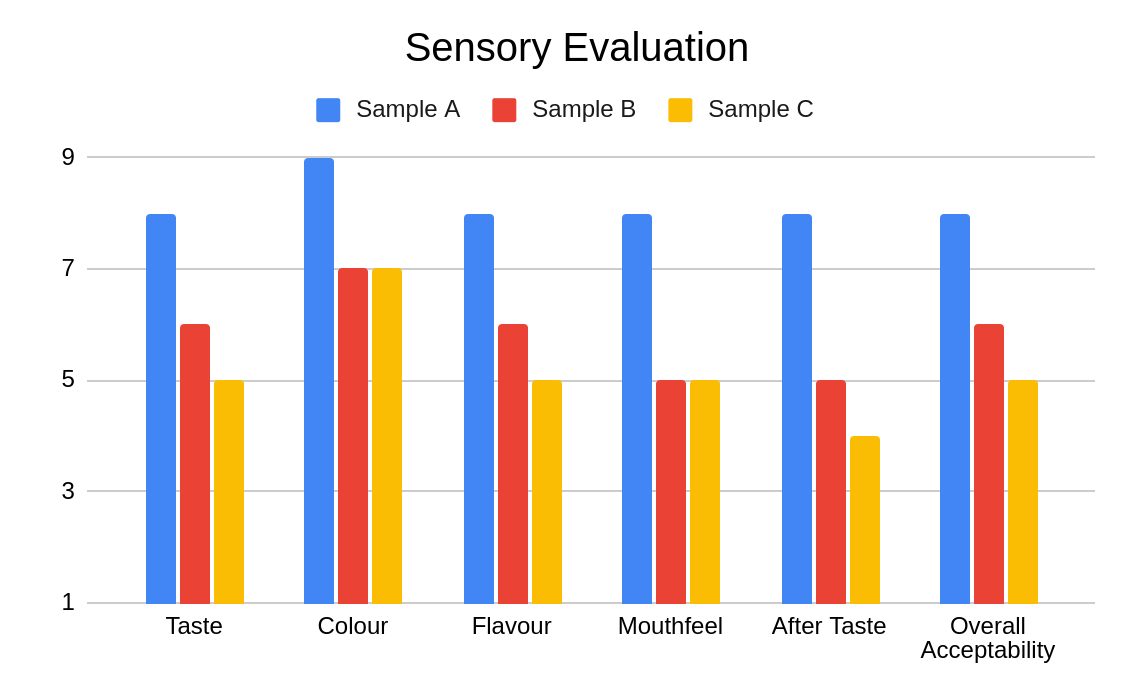 Sensory Evaluation
Sample A Sample B Sample C
9
7
5
3
1
Taste Colour Flavour Mouthfeel After Taste Overall
Acceptability